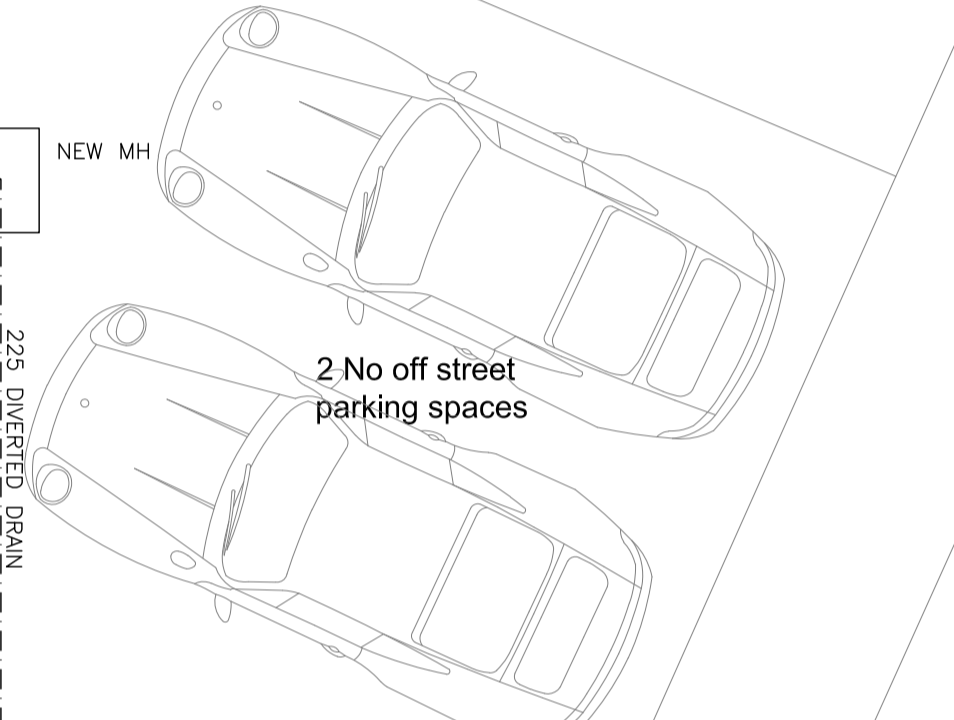 NEW MH
2 No off street
parking spaces
225 DIVERTED DRAIN